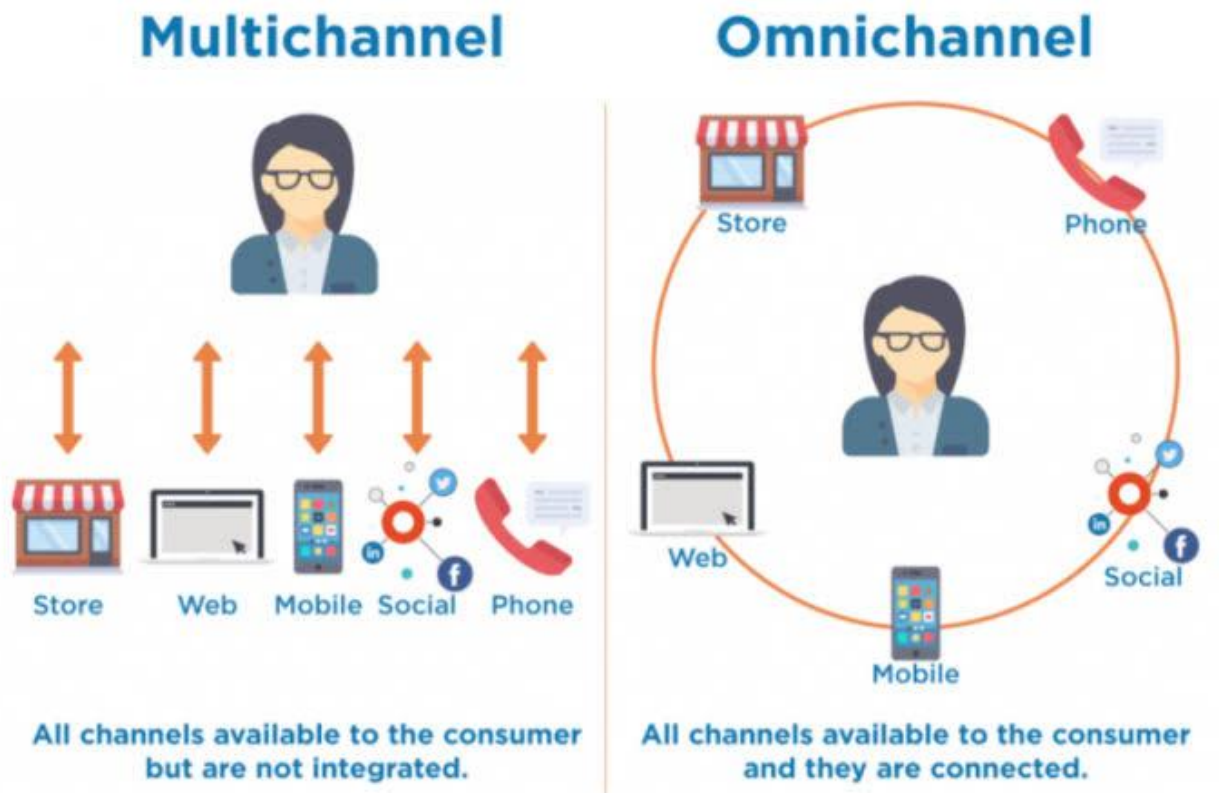 Multichannel
Store
Web
Mobile
Social
Phone
All channels available to the consumer
but are not integrated.
Omnichannel
Store
Phone
Web
Social
Mobile
All channels available to the consumer
and they are connected.